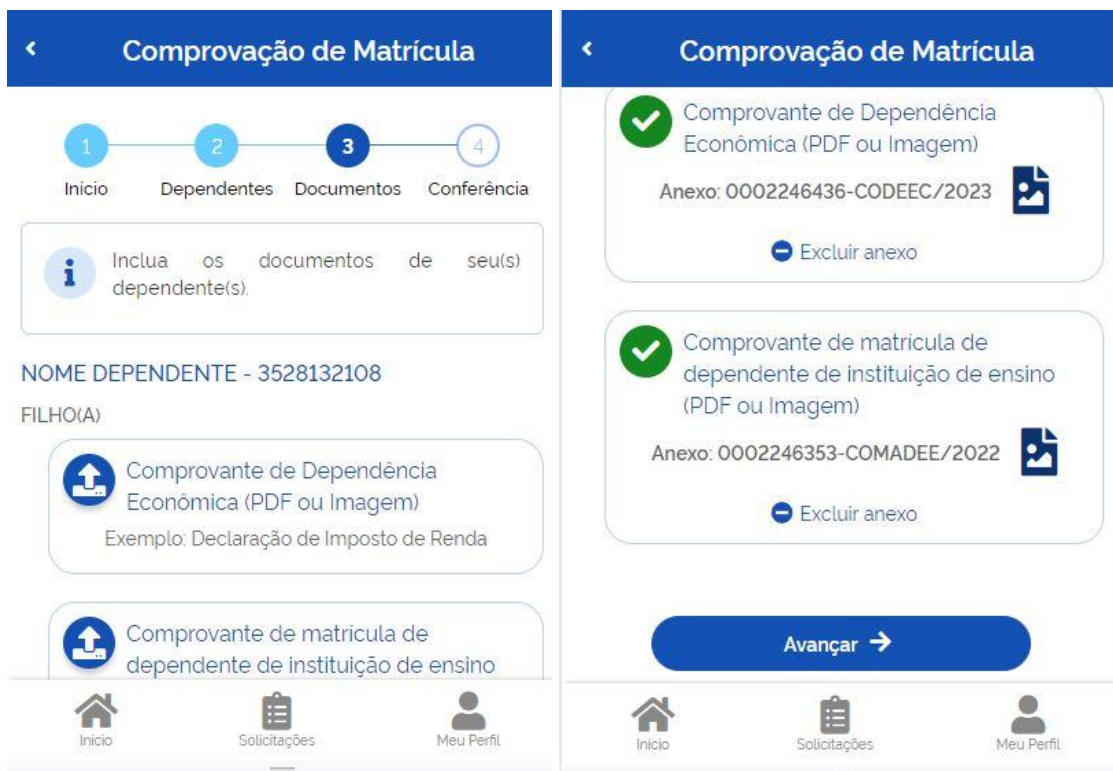 Comprovação de Matrícula
1
2
3
4
Início
Dependentes
Documentos
Conferência
Inclua os documentos de seu(s)
dependente(s).
NOME DEPENDENTE - 3528132108
FILHO(A)
Comprovante de Dependência
Econômica (PDF ou Imagem)
Exemplo: Declaração de Imposto de Renda
Comprovante de matrícula de
dependente de instituição de ensino
Início
Solicitações
Meu Perfil
Comprovação de Matrícula
Comprovante de Dependência
Econômica (PDF ou Imagem)
Anexo: 0002246436-CODEEC/2023
Excluir anexo
Comprovante de matrícula de
dependente de instituição de ensino
(PDF ou Imagem)
Anexo: 0002246353-COMADEE/2022
Excluir anexo
Avançar
Início
Solicitações
Meu Perfil